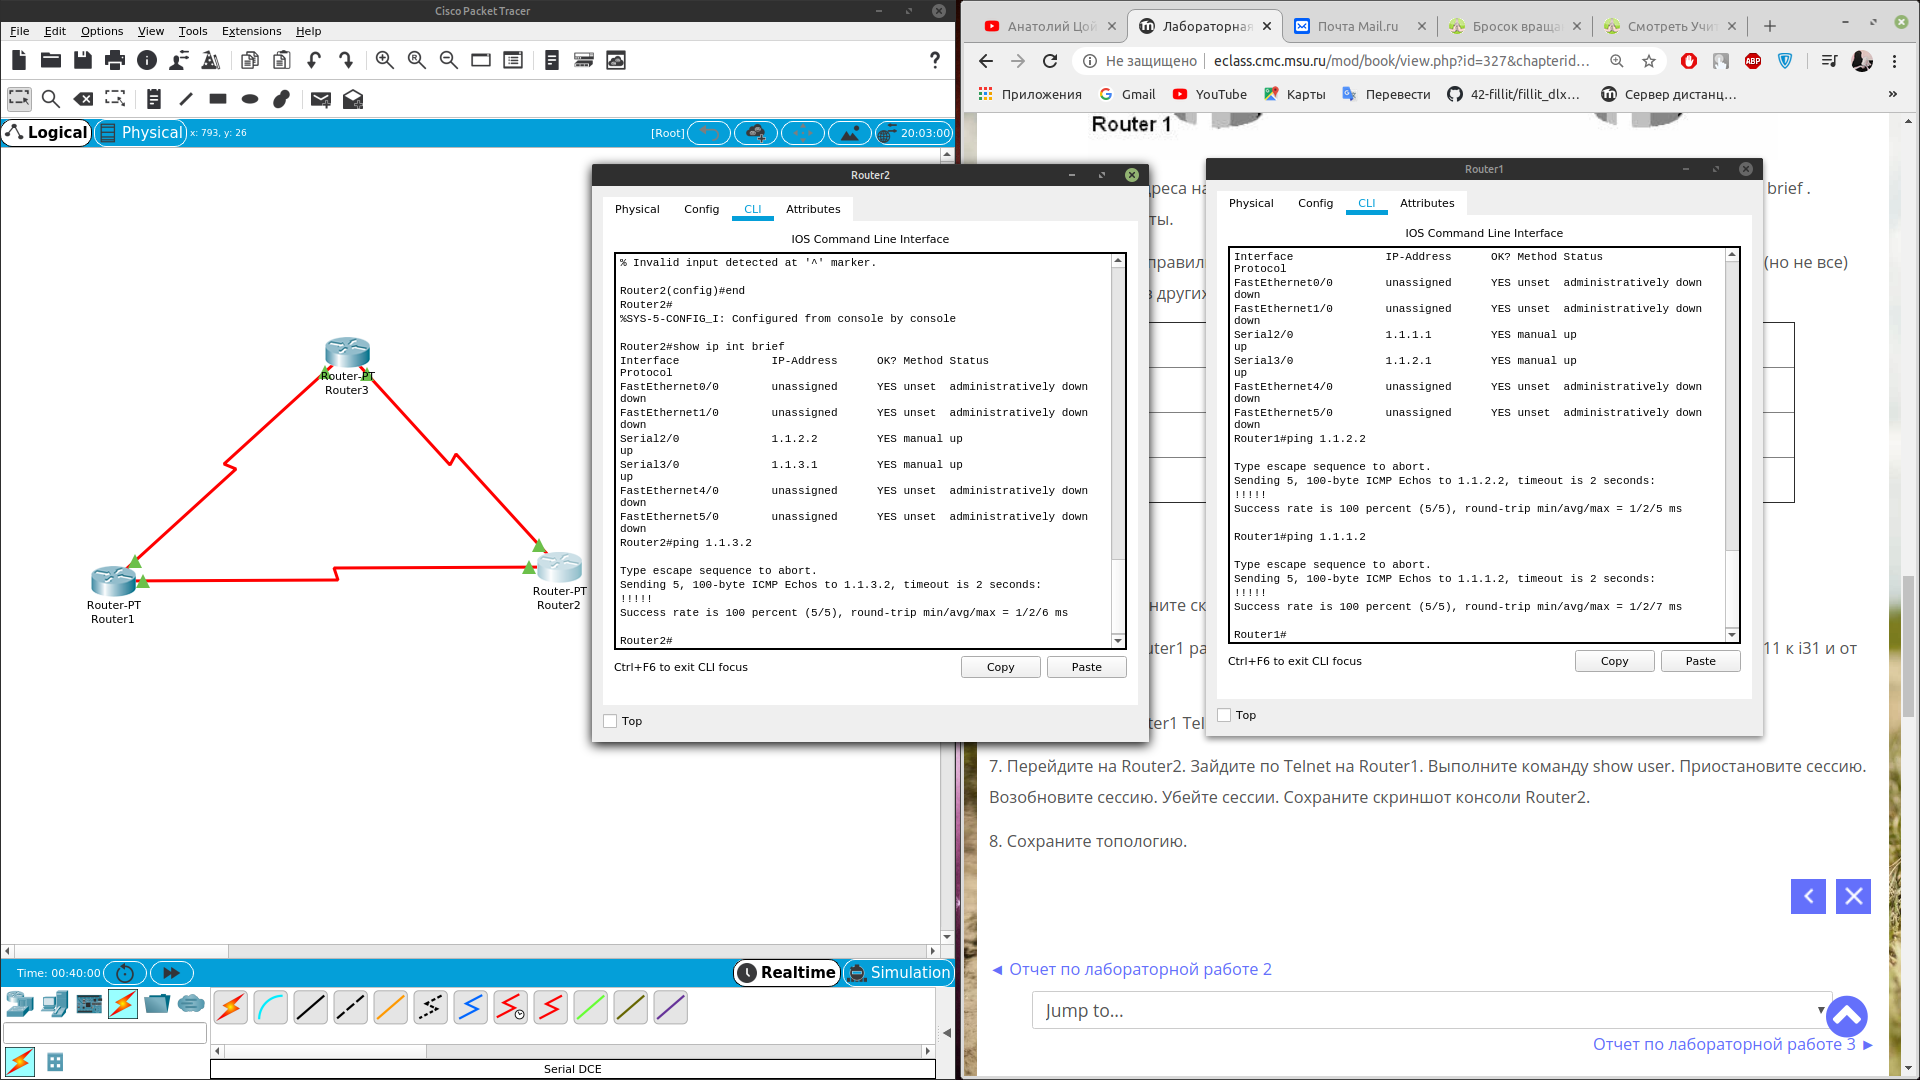 Cisco Packet Tracer
File Edit Options View Tools Extensions Help
?
Logical Physical x: 793, y: 26
[Root] 20:03:00
Router-PT
Router3
Router-PT
Router1
Router-PT
Router2
Time: 00:40:00
Realtime Simulation
Serial DCE
Router2
Physical Config CLI Attributes
IOS Command Line Interface
% Invalid input detected at '^' marker.
Router2(config)#end
Router2#
%SYS-5-CONFIG_I: Configured from console by console
Router2#show ip int brief
Interface IP-Address OK? Method Status
Protocol
FastEthernet0/0 unassigned YES unset administratively down
down
FastEthernet1/0 unassigned YES unset administratively down
down
Serial2/0 1.1.2.2 YES manual up
up
Serial3/0 1.1.3.1 YES manual up
up
FastEthernet4/0 unassigned YES unset administratively down
down
FastEthernet5/0 unassigned YES unset administratively down
down
Router2#ping 1.1.3.2
Type escape sequence to abort.
Sending 5, 100-byte ICMP Echos to 1.1.3.2, timeout is 2 seconds:
!!!!!
Success rate is 100 percent (5/5), round-trip min/avg/max = 1/2/6 ms
Router2#
Ctrl+F6 to exit CLI focus
Copy Paste
Top
Router1
Physical Config CLI Attributes
IOS Command Line Interface
Interface IP-Address OK? Method Status
Protocol
FastEthernet0/0 unassigned YES unset administratively down
down
FastEthernet1/0 unassigned YES unset administratively down
down
Serial2/0 1.1.1.1 YES manual up
up
Serial3/0 1.1.2.1 YES manual up
up
FastEthernet4/0 unassigned YES unset administratively down
down
FastEthernet5/0 unassigned YES unset administratively down
down
Router1#ping 1.1.2.2
Type escape sequence to abort.
Sending 5, 100-byte ICMP Echos to 1.1.2.2, timeout is 2 seconds:
!!!!!
Success rate is 100 percent (5/5), round-trip min/avg/max = 1/2/5 ms
Router1#ping 1.1.1.2
Type escape sequence to abort.
Sending 5, 100-byte ICMP Echos to 1.1.1.2, timeout is 2 seconds:
!!!!!
Success rate is 100 percent (5/5), round-trip min/avg/max = 1/2/7 ms
Router1#
Ctrl+F6 to exit CLI focus
Copy Paste
Top
Анатолий Цой Лабораторная Почта Mail.ru Бросок враща Смотреть Учит
Не защищено eclass.cmc.msu.ru/mod/book/view.php?id=327&chapterid...
ABP
Приложения Gmail YouTube Карты Перевести 42-fillit/fillit_dlx... Сервер дистанц... »
Router 1
реса на brief .
ты.
правил (но не все)
в других
ните ск
uter1 ра 11 к i31 и от
ter1 Tel
7. Перейдите на Router2. Зайдите по Telnet на Router1. Выполните команду show user. Приостановите сессию.
Возобновите сессию. Убейте сессии. Сохраните скриншот консоли Router2.
8. Сохраните топологию.
◄ Отчет по лабораторной работе 2
Jump to...
Отчет по лабораторной работе 3 ►